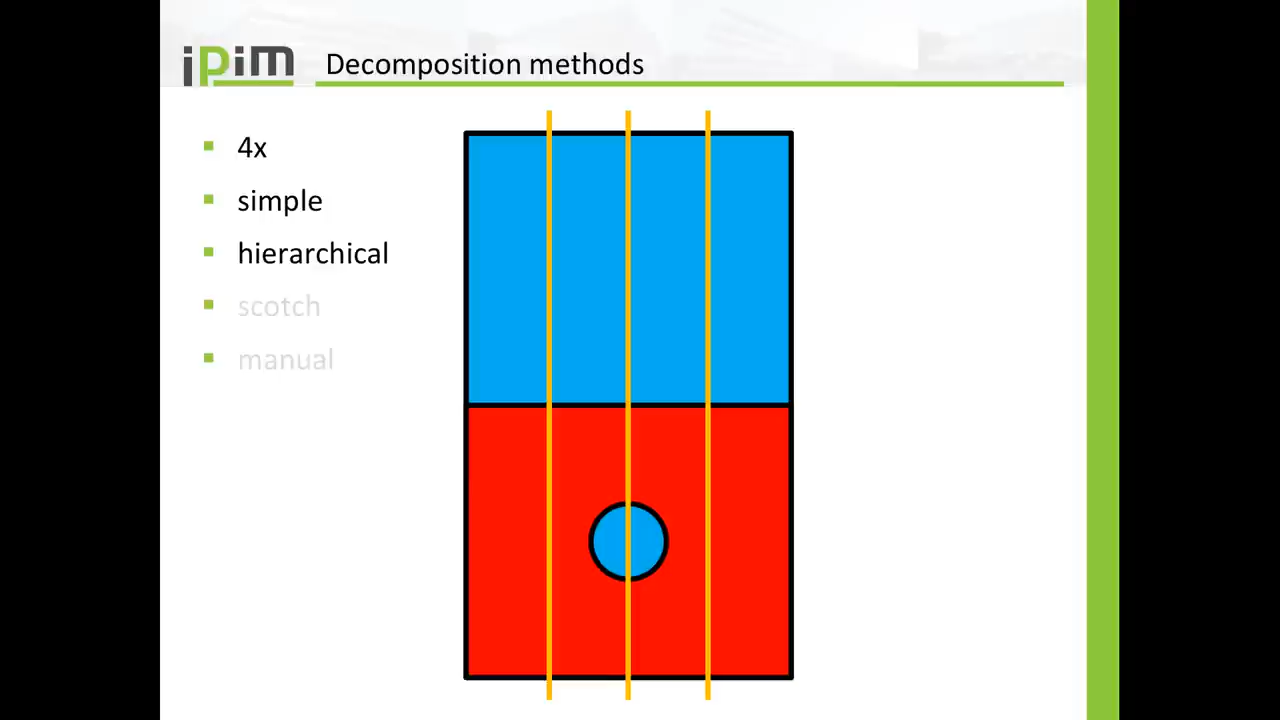 iPim
Decomposition methods
4x
simple
hierarchical
scotch
manual